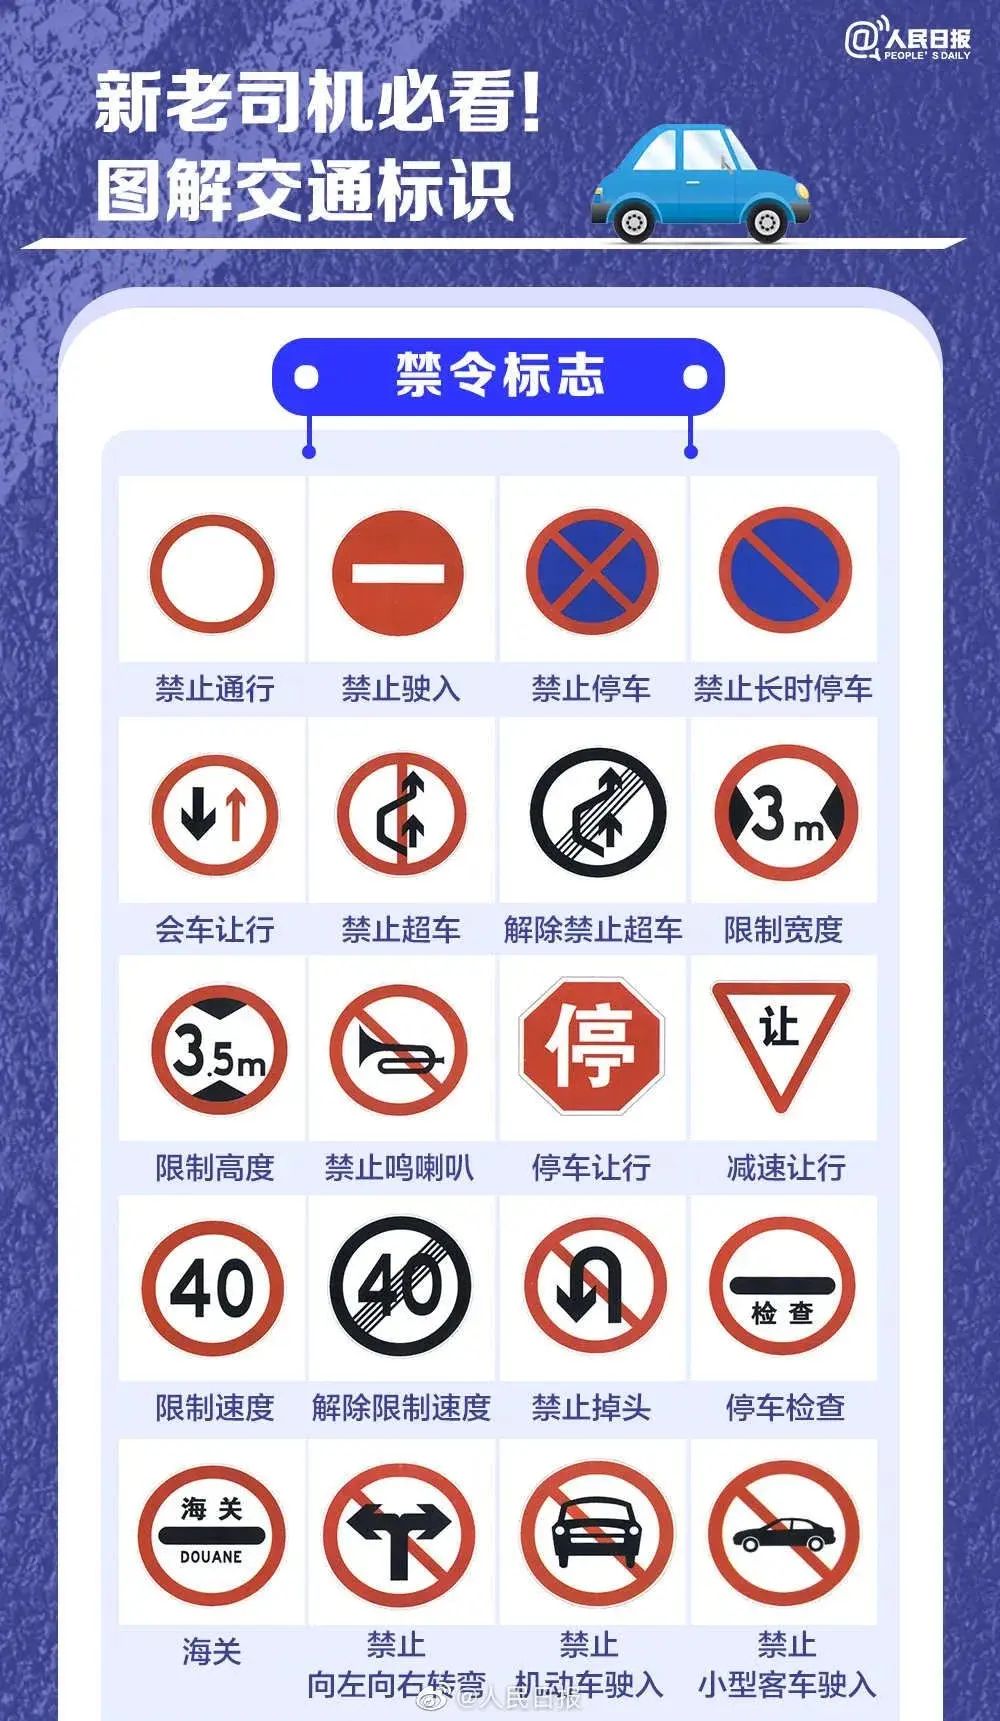 @人民日报
PEOPLE'S DAILY
新老司机必看!
图解交通标识
禁令标志
禁止通行
禁止驶入
禁止停车
禁止长时停车
3m
会车让行
禁止超车
解除禁止超车
限制宽度
3.5m
停
让
限制高度
禁止鸣喇叭
停车让行
减速让行
40
40
检查
限制速度
解除限制速度
禁止掉头
停车检查
海关
DOUANE
海关
禁止
向左向右转弯
禁止
机动车驶入
禁止
小型客车驶入
@人民日报